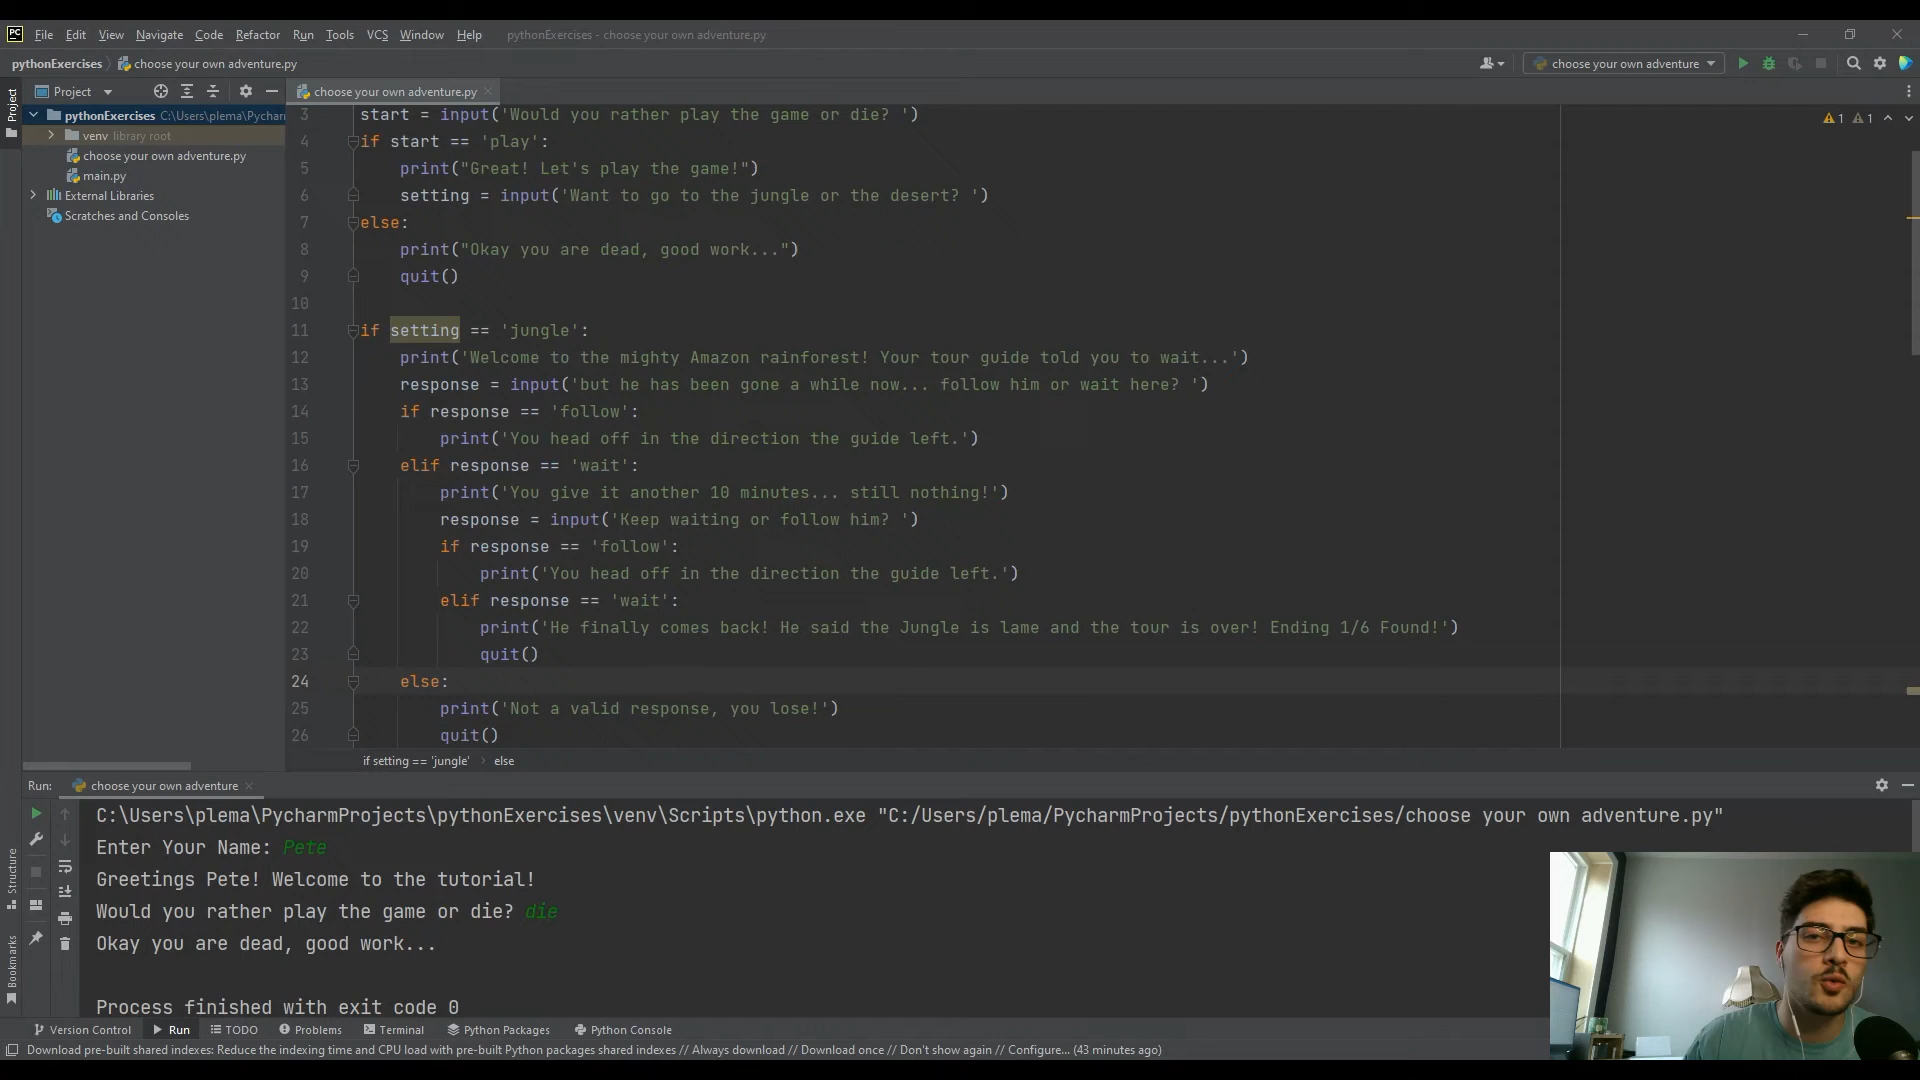 PC File Edit View Navigate Code Refactor Run Tools VCS Window Help pythonExercises - choose your own adventure.py
pythonExercises choose your own adventure.py choose your own adventure
Project choose your own adventure.py
Project
pythonExercises C:\Users\plema\Pychar
venv library root
choose your own adventure.py
main.py
External Libraries
Scratches and Consoles
1 1
3 start = input('Would you rather play the game or die? ')
4 if start == 'play':
5 print("Great! Let's play the game!")
6 setting = input('Want to go to the jungle or the desert? ')
7 else:
8 print("Okay you are dead, good work...")
9 quit()
10
11 if setting == 'jungle':
12 print('Welcome to the mighty Amazon rainforest! Your tour guide told you to wait...')
13 response = input('but he has been gone a while now... follow him or wait here? ')
14 if response == 'follow':
15 print('You head off in the direction the guide left.')
16 elif response == 'wait':
17 print('You give it another 10 minutes... still nothing!')
18 response = input('Keep waiting or follow him? ')
19 if response == 'follow':
20 print('You head off in the direction the guide left.')
21 elif response == 'wait':
22 print('He finally comes back! He said the Jungle is lame and the tour is over! Ending 1/6 Found!')
23 quit()
24 else:
25 print('Not a valid response, you lose!')
26 quit()
if setting == 'jungle' › else
Run: choose your own adventure
C:\Users\plema\PycharmProjects\pythonExercises\venv\Scripts\python.exe "C:/Users/plema/PycharmProjects/pythonExercises/choose your own adventure.py"
Enter Your Name: Pete
Greetings Pete! Welcome to the tutorial!
Would you rather play the game or die? die
Okay you are dead, good work...
Process finished with exit code 0
Structure
Bookmarks
Version Control Run TODO Problems Terminal Python Packages Python Console
Download pre-built shared indexes: Reduce the indexing time and CPU load with pre-built Python packages shared indexes // Always download // Download once // Don't show again // Configure... (43 minutes ago)